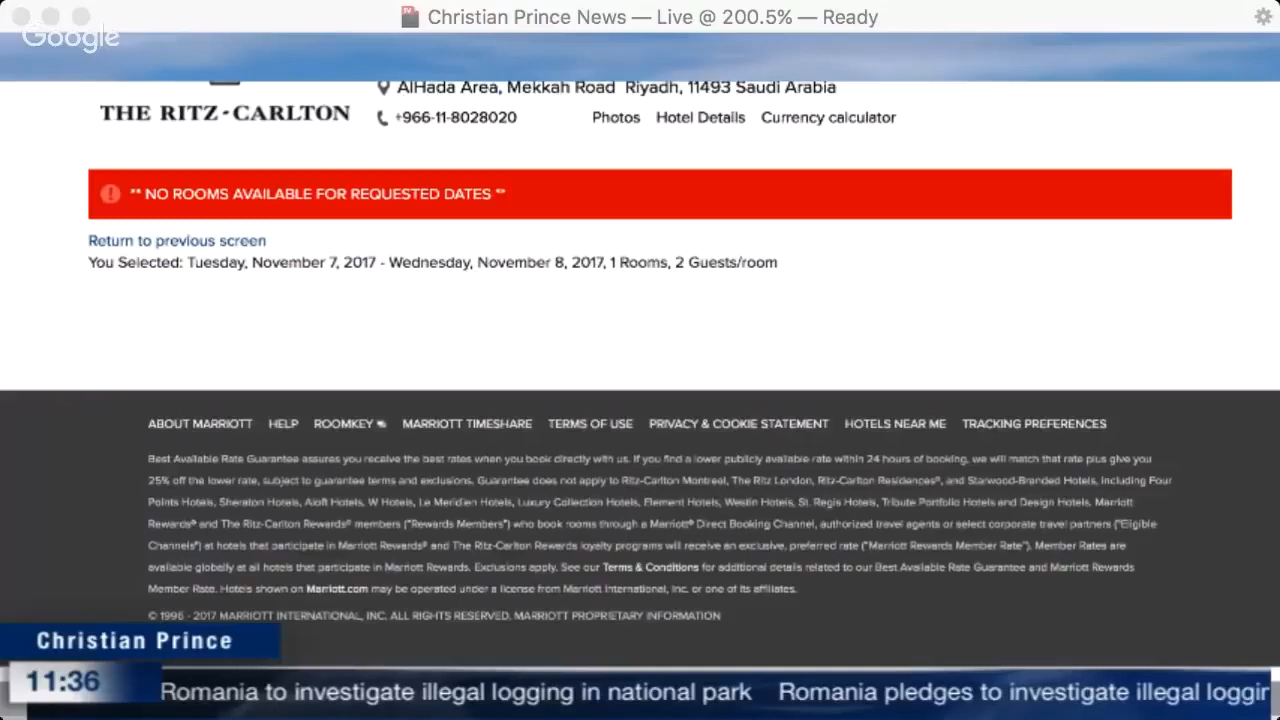 Christian Prince News — Live @ 200.5% — Ready
Google
AlHada Area, Mekkah Road Riyadh, 11493 Saudi Arabia
THE RITZ-CARLTON
+966-11-8028020 Photos Hotel Details Currency calculator
** NO ROOMS AVAILABLE FOR REQUESTED DATES **
Return to previous screen
You Selected: Tuesday, November 7, 2017 - Wednesday, November 8, 2017, 1 Rooms, 2 Guests/room
ABOUT MARRIOTT HELP ROOMKEY MARRIOTT TIMESHARE TERMS OF USE PRIVACY & COOKIE STATEMENT HOTELS NEAR ME TRACKING PREFERENCES
Best Available Rate Guarantee assures you receive the best rates when you book directly with us. If you find a lower publicly available rate within 24 hours of booking, we will match that rate plus give you
25% off the lower rate, subject to guarantee terms and exclusions. Guarantee does not apply to Ritz-Carlton Montreal, The Ritz London, Ritz-Carlton Residences®, and Starwood-Branded Hotels, including Four
Points Hotels, Sheraton Hotels, Aloft Hotels, W Hotels, Le Meridien Hotels, Luxury Collection Hotels, Element Hotels, Westin Hotels, St. Regis Hotels, Tribute Portfolio Hotels and Design Hotels. Marriott
Rewards® and The Ritz-Carlton Rewards® members ("Rewards Members") who book rooms through a Marriott® Direct Booking Channel, authorized travel agents or select corporate travel partners ("Eligible
Channels") at hotels that participate in Marriott Rewards® and The Ritz-Carlton Rewards loyalty programs will receive an exclusive, preferred rate ("Marriott Rewards Member Rate"). Member Rates are
available globally at all hotels that participate in Marriott Rewards. Exclusions apply. See our Terms & Conditions for additional details related to our Best Available Rate Guarantee and Marriott Rewards
Member Rate. Hotels shown on Marriott.com may be operated under a license from Marriott International, Inc. or one of its affiliates.
© 1996 - 2017 MARRIOTT INTERNATIONAL, INC. ALL RIGHTS RESERVED. MARRIOTT PROPRIETARY INFORMATION
Christian Prince
11:36
Romania to investigate illegal logging in national park Romania pledges to investigate illegal loggin